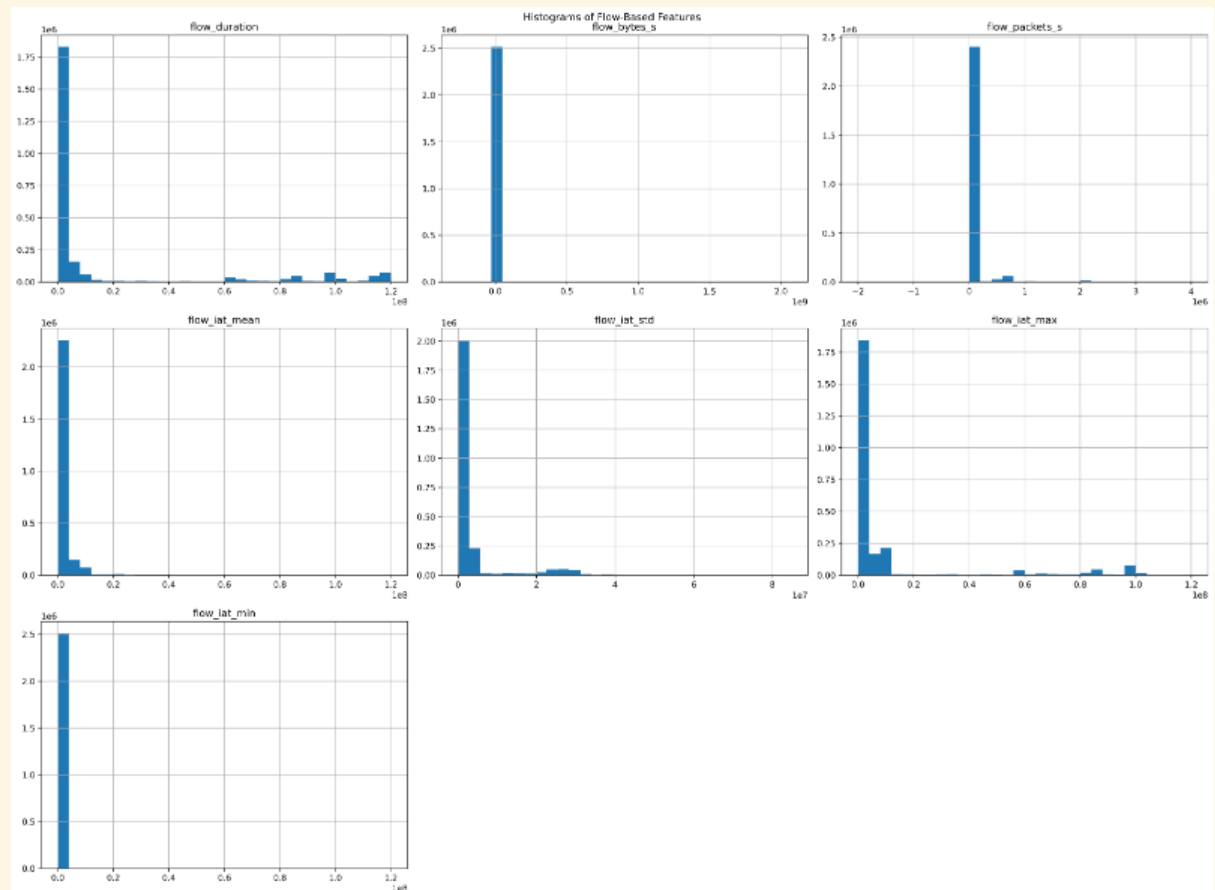 Histograms of Flow-Based Features
flow_duration
flow_bytes_s
flow_packets_s
1e6
1e6
1e6
1.75
1.50
1.25
1.00
0.75
0.50
0.25
0.00
2.5
2.0
1.5
1.0
0.5
0.0
2.5
2.0
1.5
1.0
0.5
0.0
0.0 0.2 0.4 0.6 0.8 1.0 1.2
1e8
0.0 0.5 1.0 1.5 2.0
1e9
−2 −1 0 1 2 3 4
1e6
flow_iat_mean
flow_iat_std
flow_iat_max
1e6
1e6
1e6
2.0
1.5
1.0
0.5
0.0
2.00
1.75
1.50
1.25
1.00
0.75
0.50
0.25
0.00
1.75
1.50
1.25
1.00
0.75
0.50
0.25
0.00
0.0 0.2 0.4 0.6 0.8 1.0 1.2
1e8
0 2 4 6 8
1e7
0.0 0.2 0.4 0.6 0.8 1.0 1.2
1e8
flow_iat_min
1e6
2.5
2.0
1.5
1.0
0.5
0.0
0.0 0.2 0.4 0.6 0.8 1.0 1.2
1e8